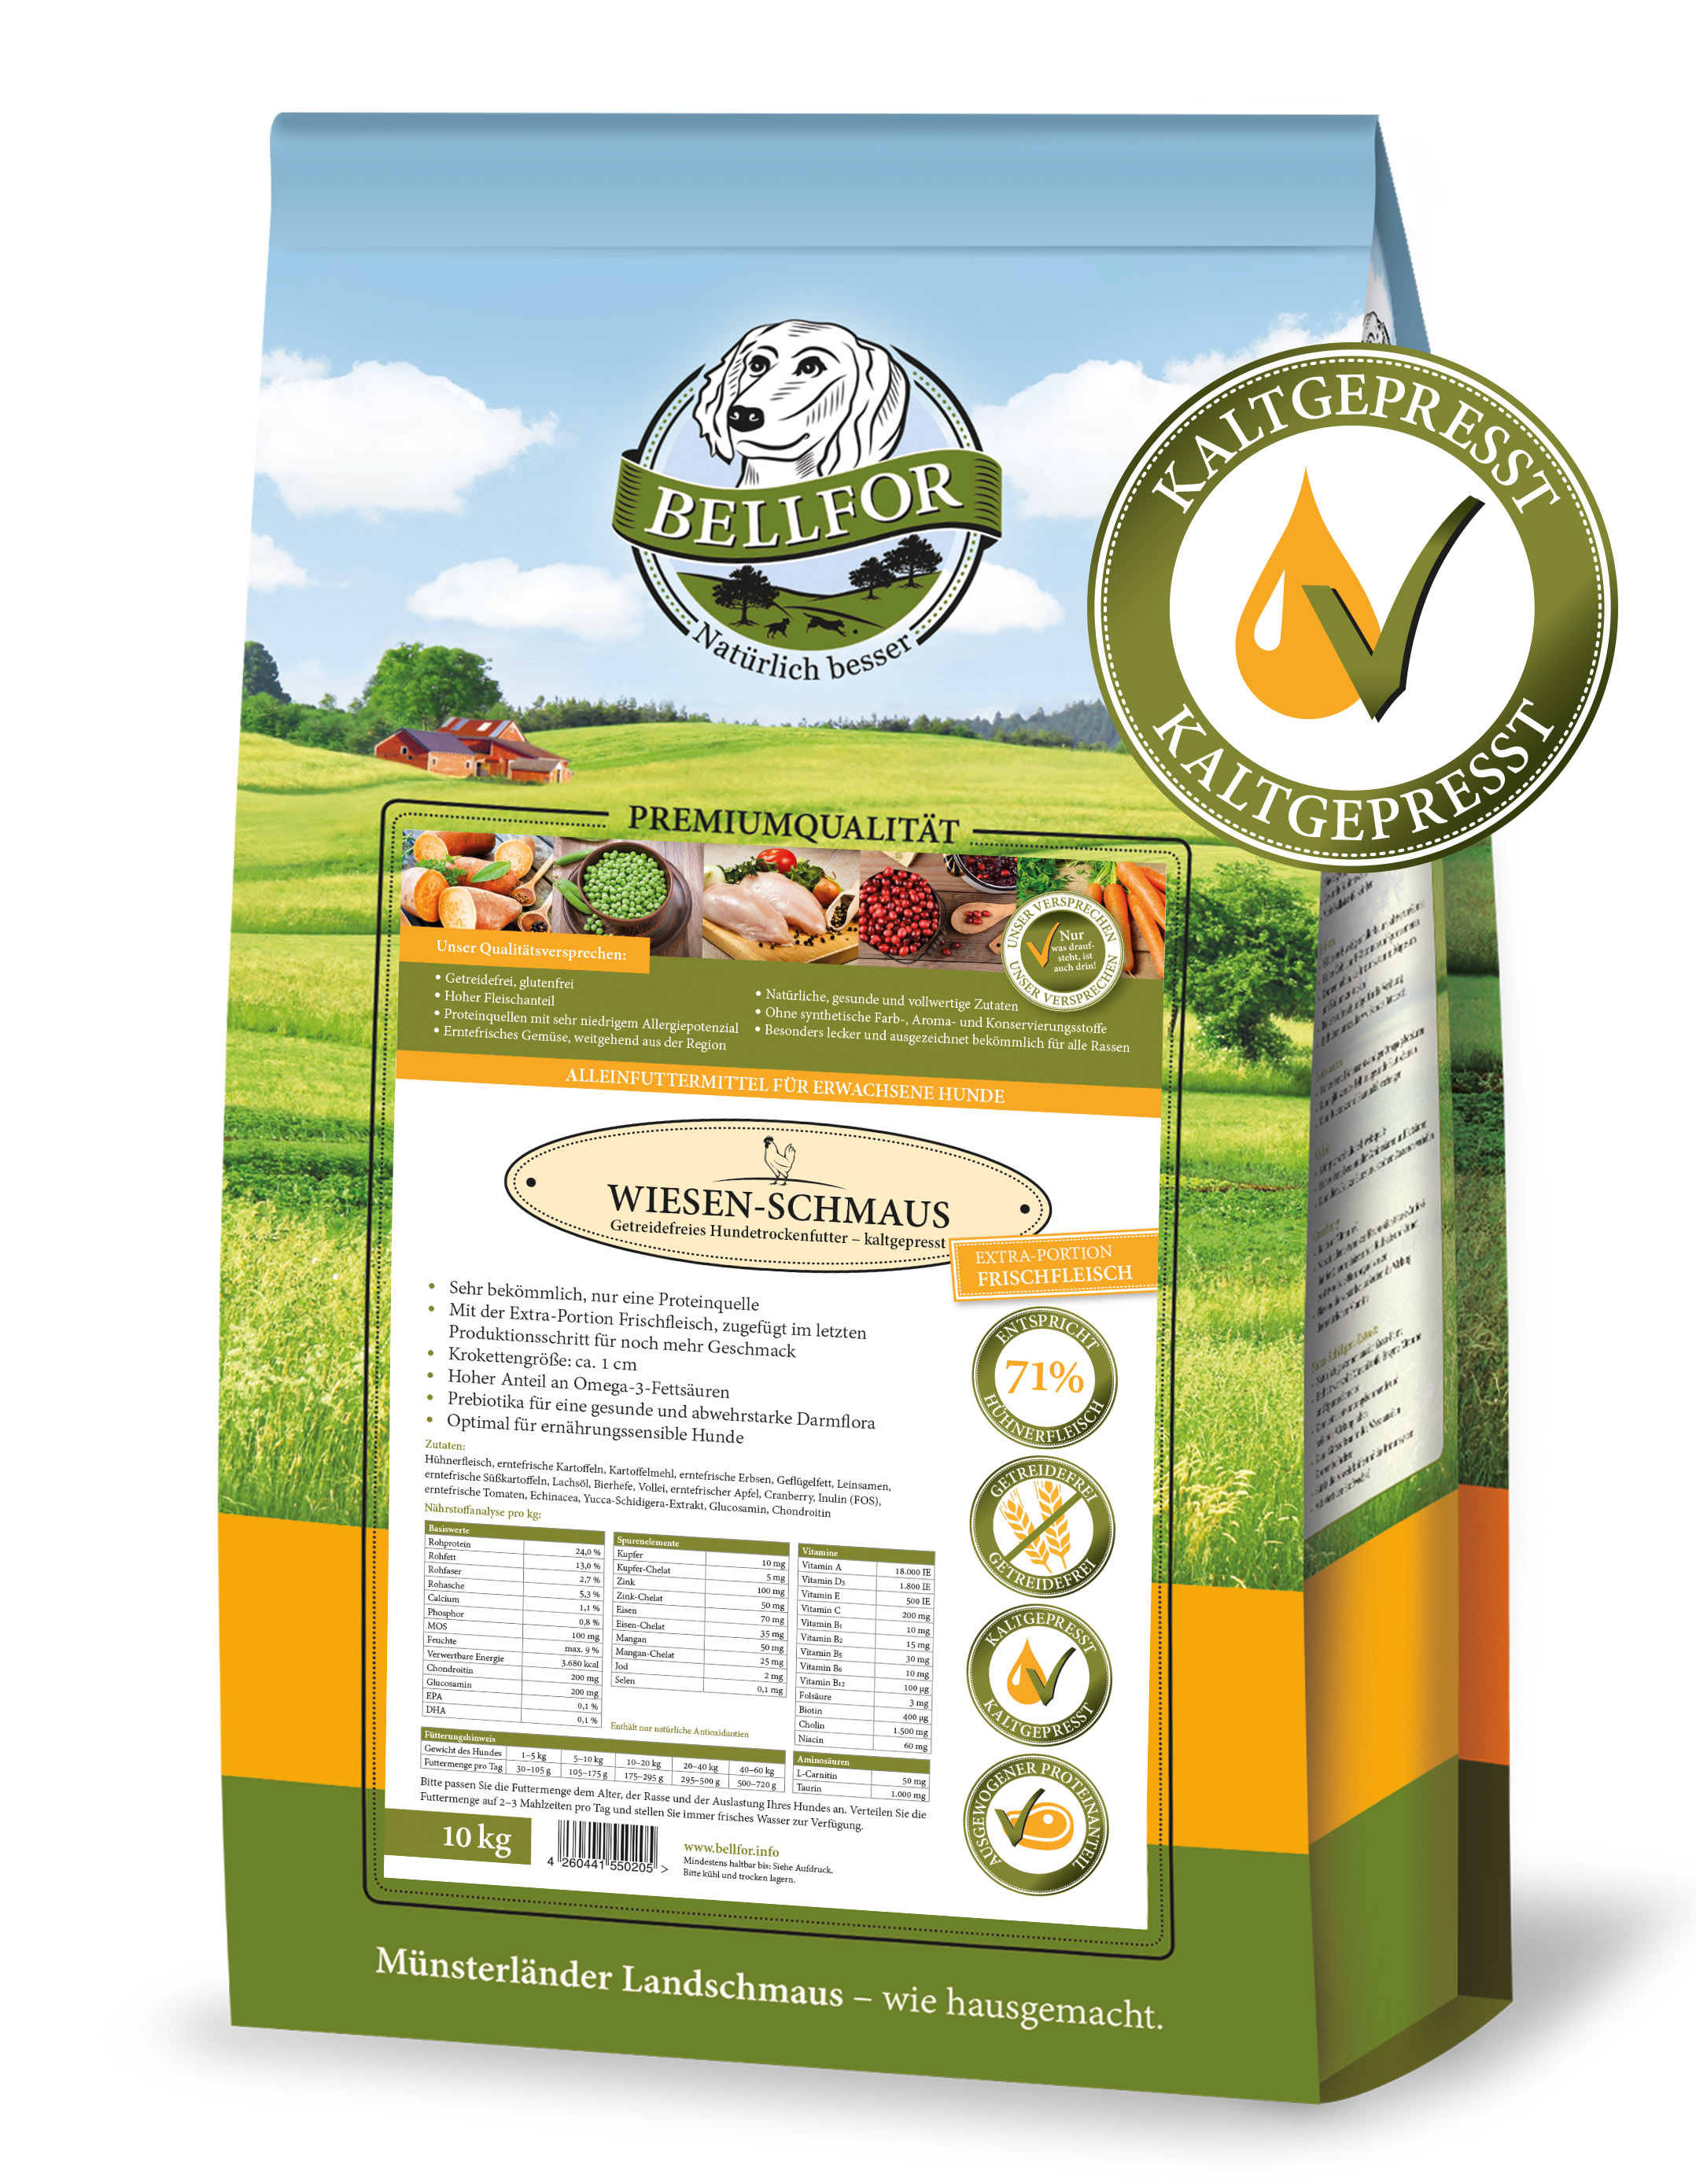 BELLFOR
Natürlich besser
KALTGEPRESST
KALTGEPRESST
PREMIUMQUALITÄT
UNSER VERSPRECHEN
Nur
was drauf-
steht, ist
auch drin!
UNSER VERSPRECHEN
Unser Qualitätsversprechen:
• Getreidefrei, glutenfrei
• Hoher Fleischanteil
• Proteinquellen mit sehr niedrigem Allergiepotenzial
• Erntefrisches Gemüse, weitgehend aus der Region
• Natürliche, gesunde und vollwertige Zutaten
• Ohne synthetische Farb-, Aroma- und Konservierungsstoffe
• Besonders lecker und ausgezeichnet bekömmlich für alle Rassen
ALLEINFUTTERMITTEL FÜR ERWACHSENE HUNDE
WIESEN-SCHMAUS
Getreidefreies Hundetrockenfutter – kaltgepresst
EXTRA-PORTION
FRISCHFLEISCH
• Sehr bekömmlich, nur eine Proteinquelle
• Mit der Extra-Portion Frischfleisch, zugefügt im letzten
Produktionsschritt für noch mehr Geschmack
• Krokettengröße: ca. 1 cm
• Hoher Anteil an Omega-3-Fettsäuren
• Prebiotika für eine gesunde und abwehrstarke Darmflora
• Optimal für ernährungssensible Hunde
ENTSPRICHT
71%
HÜHNERFLEISCH
GETREIDEFREI
GETREIDEFREI
KALTGEPRESST
KALTGEPRESST
AUSGEWOGENER PROTEINANTEIL
Zutaten:
Hühnerfleisch, erntefrische Kartoffeln, Kartoffelmehl, erntefrische Erbsen, Geflügelfett, Leinsamen,
erntefrische Süßkartoffeln, Lachsöl, Bierhefe, Vollei, erntefrischer Apfel, Cranberry, Inulin (FOS),
erntefrische Tomaten, Echinacea, Yucca-Schidigera-Extrakt, Glucosamin, Chondroitin
Nährstoffanalyse pro kg:
Basiswerte
Rohprotein 24,0 %
Rohfett 13,0 %
Rohfaser 2,7 %
Rohasche 5,3 %
Calcium 1,1 %
Phosphor 0,8 %
MOS 100 mg
Feuchte max. 9 %
Verwertbare Energie 3.680 kcal
Chondroitin 200 mg
Glucosamin 200 mg
EPA 0,1 %
DHA 0,1 %
Spurenelemente
Kupfer 10 mg
Kupfer-Chelat 5 mg
Zink 100 mg
Zink-Chelat 50 mg
Eisen 70 mg
Eisen-Chelat 35 mg
Mangan 50 mg
Mangan-Chelat 25 mg
Jod 2 mg
Selen 0,1 mg
Enthält nur natürliche Antioxidantien
Vitamine
Vitamin A 18.000 IE
Vitamin D3 1.800 IE
Vitamin E 500 IE
Vitamin C 200 mg
Vitamin B1 10 mg
Vitamin B2 15 mg
Vitamin B5 30 mg
Vitamin B6 10 mg
Vitamin B12 100 µg
Folsäure 3 mg
Biotin 400 µg
Cholin 1.500 mg
Niacin 60 mg
Aminosäuren
L-Carnitin 50 mg
Taurin 1.000 mg
Fütterungshinweis
Gewicht des Hundes 1–5 kg 5–10 kg 10–20 kg 20–40 kg 40–60 kg
Futtermenge pro Tag 30–105 g 105–175 g 175–295 g 295–500 g 500–720 g
Bitte passen Sie die Futtermenge dem Alter, der Rasse und der Auslastung Ihres Hundes an. Verteilen Sie die
Futtermenge auf 2–3 Mahlzeiten pro Tag und stellen Sie immer frisches Wasser zur Verfügung.
10 kg
4 260441 550205 >
www.bellfor.info
Mindestens haltbar bis: Siehe Aufdruck.
Bitte kühl und trocken lagern.
Münsterländer Landschmaus – wie hausgemacht.